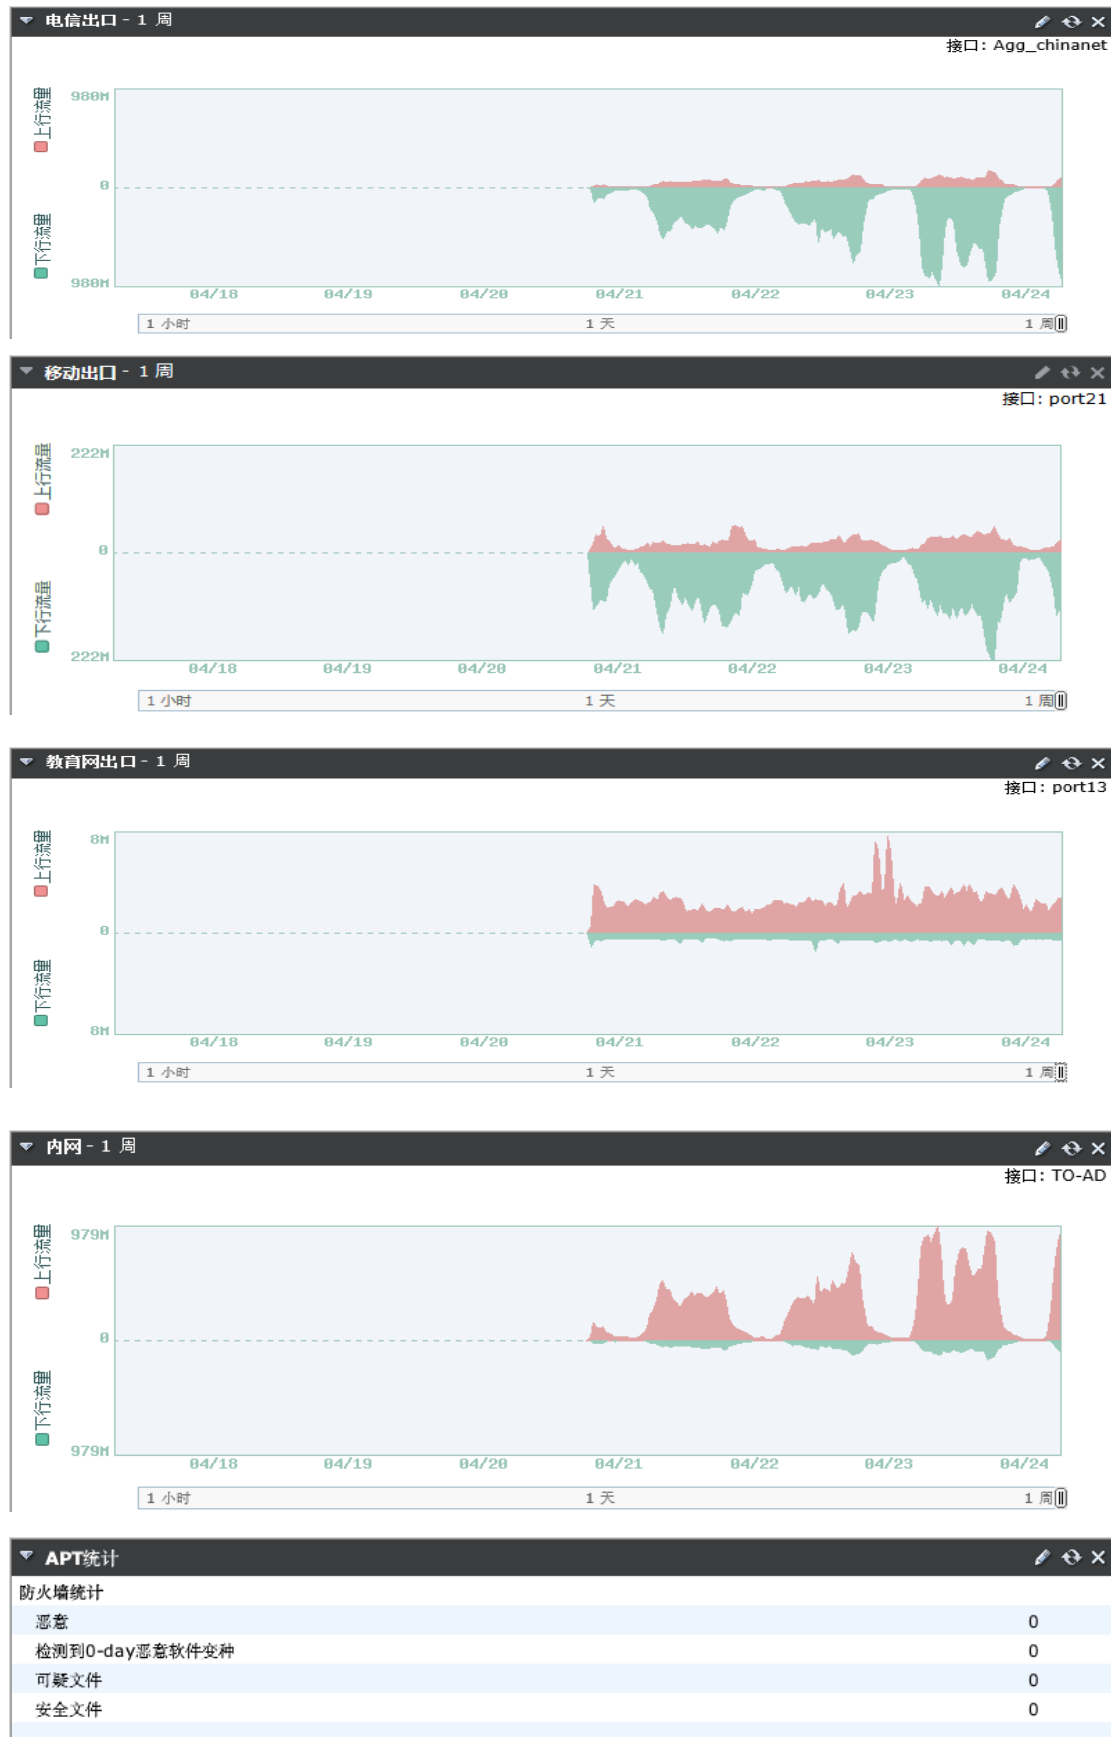 电信出口 - 1 周
接口: Agg_chinanet
上行流量
下行流量
980M
0
980M
04/18 04/19 04/20 04/21 04/22 04/23 04/24
1 小时 1 天 1 周
移动出口 - 1 周
接口: port21
上行流量
下行流量
222M
0
222M
04/18 04/19 04/20 04/21 04/22 04/23 04/24
1 小时 1 天 1 周
教育网出口 - 1 周
接口: port13
上行流量
下行流量
8M
0
8M
04/18 04/19 04/20 04/21 04/22 04/23 04/24
1 小时 1 天 1 周
内网 - 1 周
接口: TO-AD
上行流量
下行流量
979M
0
979M
04/18 04/19 04/20 04/21 04/22 04/23 04/24
1 小时 1 天 1 周
APT统计
防火墙统计
恶意 0
检测到0-day恶意软件变种 0
可疑文件 0
安全文件 0